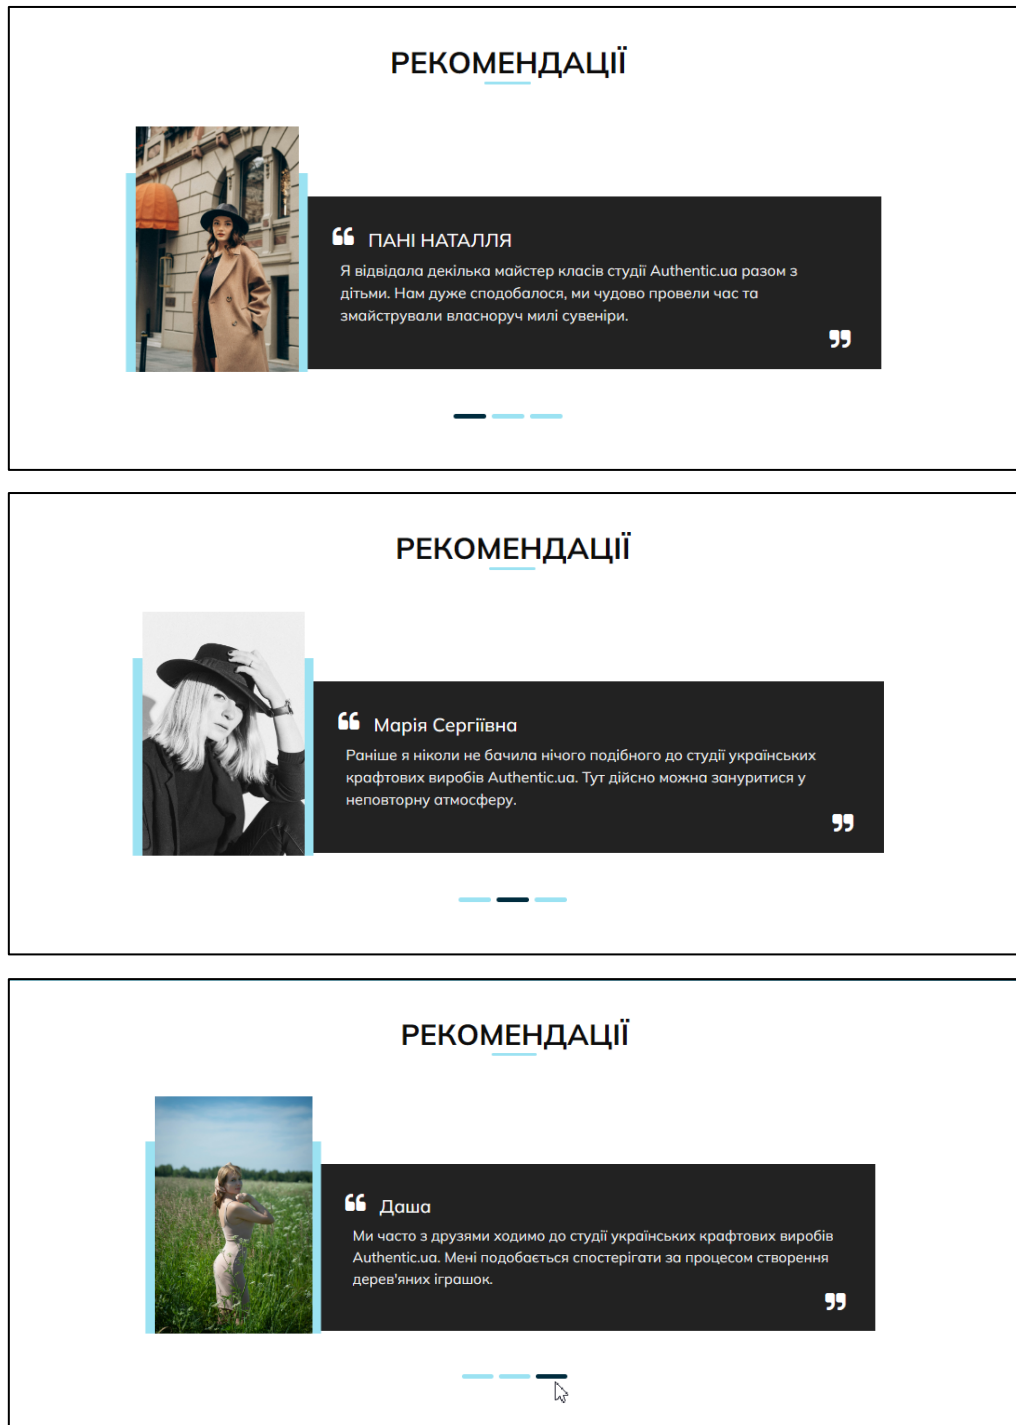 РЕКОМЕНДАЦІЇ
❝ ПАНІ НАТАЛЛЯ
Я відвідала декілька майстер класів студії Authentic.ua разом з
дітьми. Нам дуже сподобалося, ми чудово провели час та
змайстрували власноруч милі сувеніри.
❞
РЕКОМЕНДАЦІЇ
❝ Марія Сергіївна
Раніше я ніколи не бачила нічого подібного до студії українських
крафтових виробів Authentic.ua. Тут дійсно можна зануритися у
неповторну атмосферу.
❞
РЕКОМЕНДАЦІЇ
❝ Даша
Ми часто з друзями ходимо до студії українських крафтових виробів
Authentic.ua. Мені подобається спостерігати за процесом створення
дерев'яних іграшок.
❞